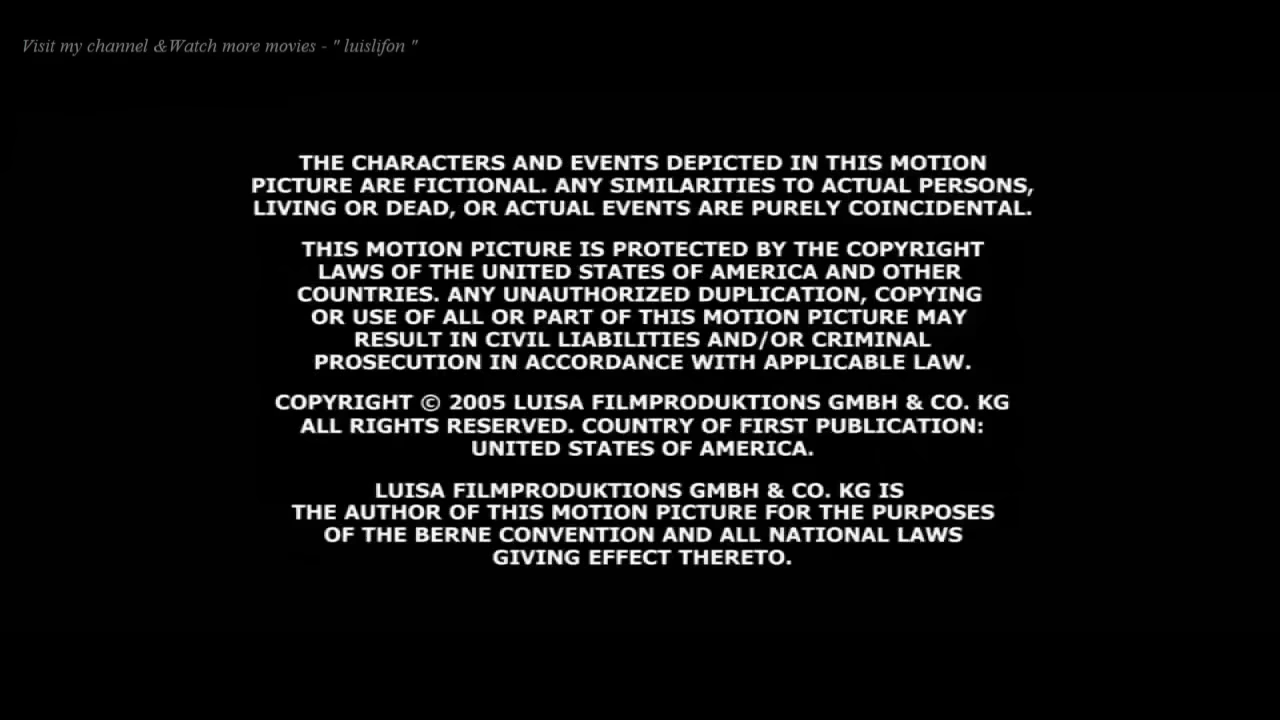 Visit my channel &Watch more movies - " luislifon "
THE CHARACTERS AND EVENTS DEPICTED IN THIS MOTION
PICTURE ARE FICTIONAL. ANY SIMILARITIES TO ACTUAL PERSONS,
LIVING OR DEAD, OR ACTUAL EVENTS ARE PURELY COINCIDENTAL.
THIS MOTION PICTURE IS PROTECTED BY THE COPYRIGHT
LAWS OF THE UNITED STATES OF AMERICA AND OTHER
COUNTRIES. ANY UNAUTHORIZED DUPLICATION, COPYING
OR USE OF ALL OR PART OF THIS MOTION PICTURE MAY
RESULT IN CIVIL LIABILITIES AND/OR CRIMINAL
PROSECUTION IN ACCORDANCE WITH APPLICABLE LAW.
COPYRIGHT © 2005 LUISA FILMPRODUKTIONS GMBH & CO. KG
ALL RIGHTS RESERVED. COUNTRY OF FIRST PUBLICATION:
UNITED STATES OF AMERICA.
LUISA FILMPRODUKTIONS GMBH & CO. KG IS
THE AUTHOR OF THIS MOTION PICTURE FOR THE PURPOSES
OF THE BERNE CONVENTION AND ALL NATIONAL LAWS
GIVING EFFECT THERETO.